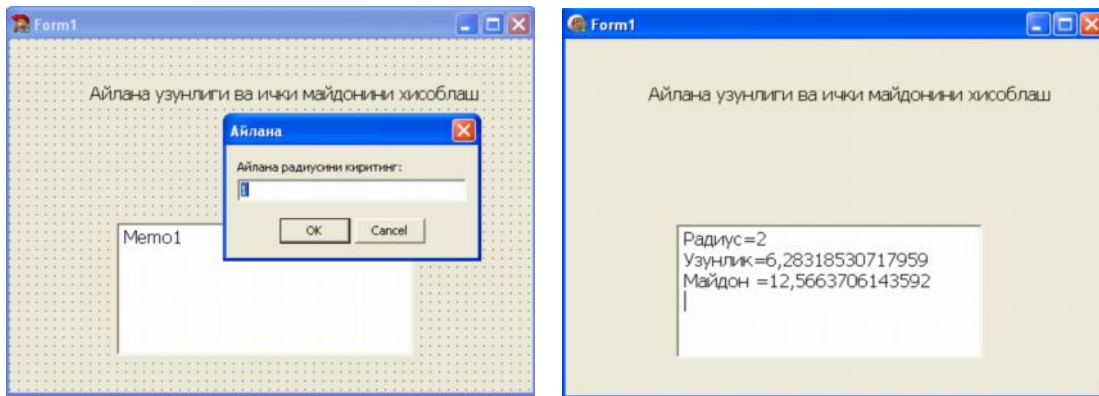 Form1
Айлана узунлиги ва ички майдонини хисоблаш
Айлана
Айлана радиусини киритинг:
1
OK
Cancel
Memo1
Form1
Айлана узунлиги ва ички майдонини хисоблаш
Радиус=2
Узунлик=6,28318530717959
Майдон =12,5663706143592